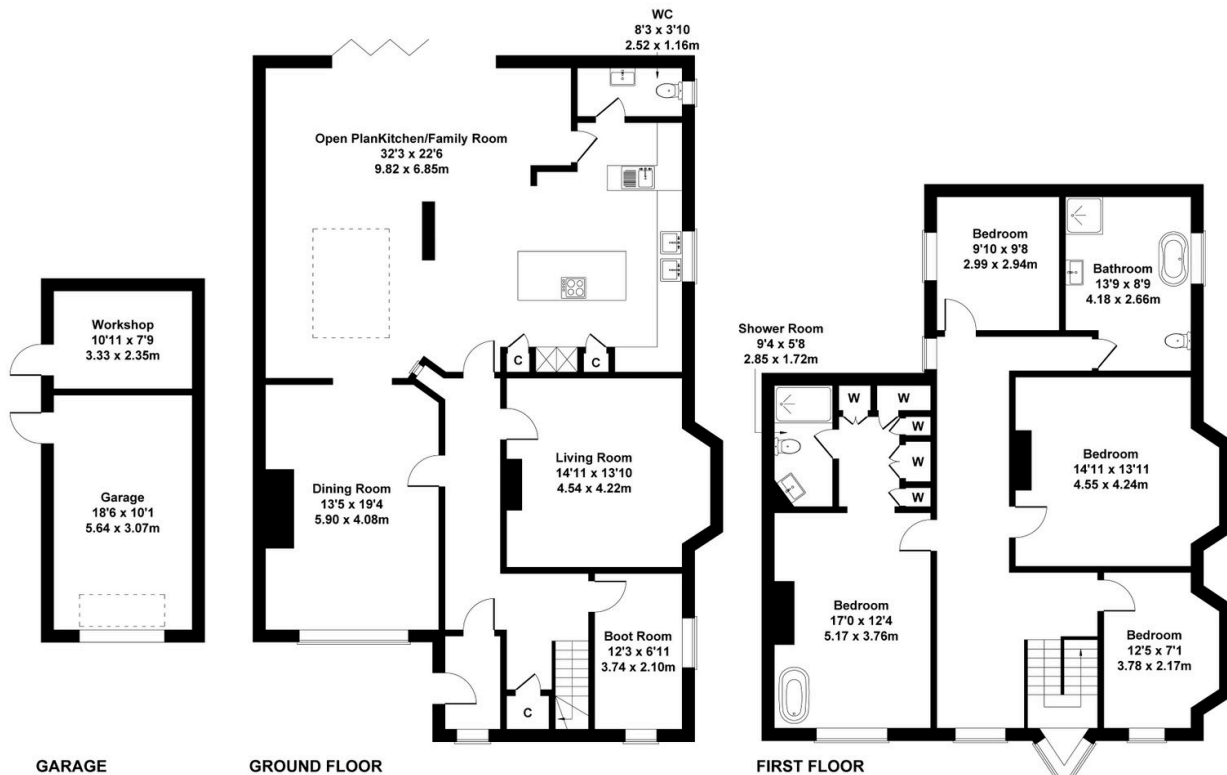 WC
8'3 x 3'10
2.52 x 1.16m
Open PlanKitchen/Family Room
32'3 x 22'6
9.82 x 6.85m
C
C
Workshop
10'11 x 7'9
3.33 x 2.35m
Garage
18'6 x 10'1
5.64 x 3.07m
Dining Room
13'5 x 19'4
5.90 x 4.08m
Living Room
14'11 x 13'10
4.54 x 4.22m
Boot Room
12'3 x 6'11
3.74 x 2.10m
C
Bedroom
9'10 x 9'8
2.99 x 2.94m
Bathroom
13'9 x 8'9
4.18 x 2.66m
Shower Room
9'4 x 5'8
2.85 x 1.72m
W
W
W
W
W
Bedroom
14'11 x 13'11
4.55 x 4.24m
Bedroom
17'0 x 12'4
5.17 x 3.76m
Bedroom
12'5 x 7'1
3.78 x 2.17m
GARAGE
GROUND FLOOR
FIRST FLOOR